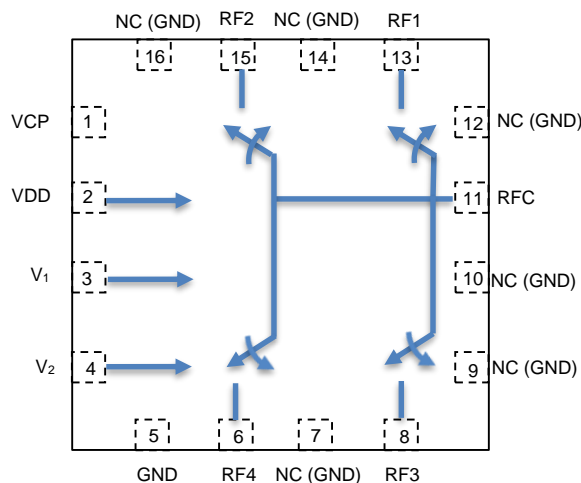 NC (GND) RF2 NC (GND) RF1
16 15 14 13
VCP 1 12 NC (GND)
VDD 2 11 RFC
V1 3 10 NC (GND)
V2 4 9 NC (GND)
5 6 7 8
GND RF4 NC (GND) RF3